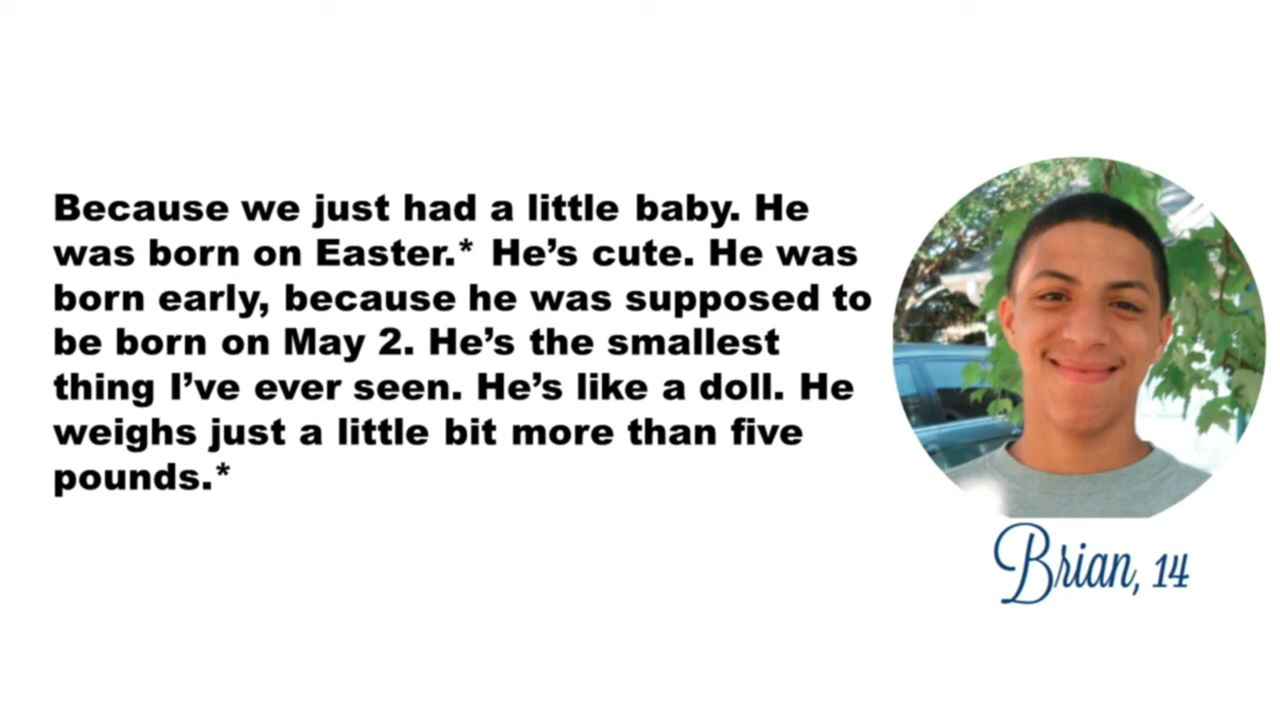 Because we just had a little baby. He
was born on Easter.* He’s cute. He was
born early, because he was supposed to
be born on May 2. He’s the smallest
thing I’ve ever seen. He’s like a doll. He
weighs just a little bit more than five
pounds.*
Brian, 14